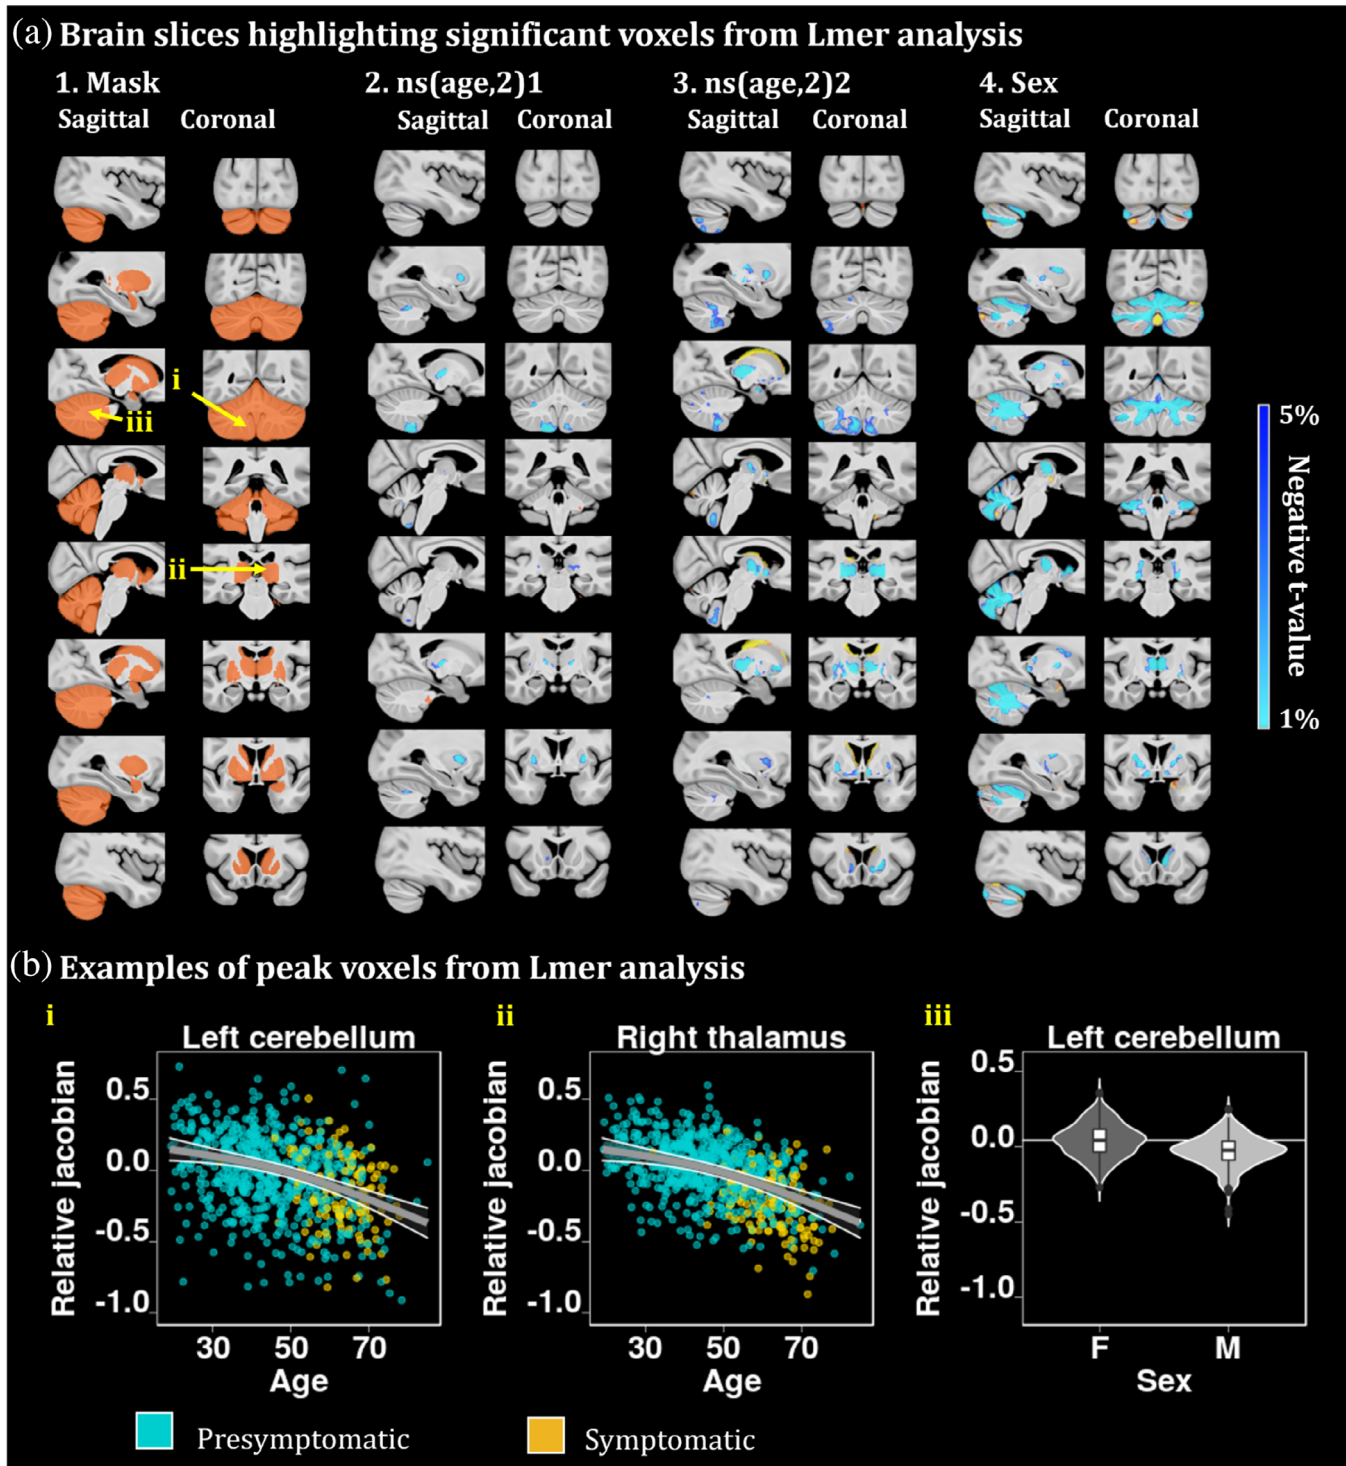 (a) Brain slices highlighting significant voxels from Lmer analysis
1. Mask 2. ns(age,2)1 3. ns(age,2)2 4. Sex
Sagittal Coronal Sagittal Coronal Sagittal Coronal Sagittal Coronal
i
iii
ii
5%
Negative t-value
1%
(b) Examples of peak voxels from Lmer analysis
i ii iii
Left cerebellum Right thalamus Left cerebellum
Relative jacobian
0.5
0.0
-0.5
-1.0
30 50 70
Age
Relative jacobian
0.5
0.0
-0.5
-1.0
30 50 70
Age
Relative jacobian
0.5
0.0
-0.5
-1.0
F M
Sex
Presymptomatic Symptomatic